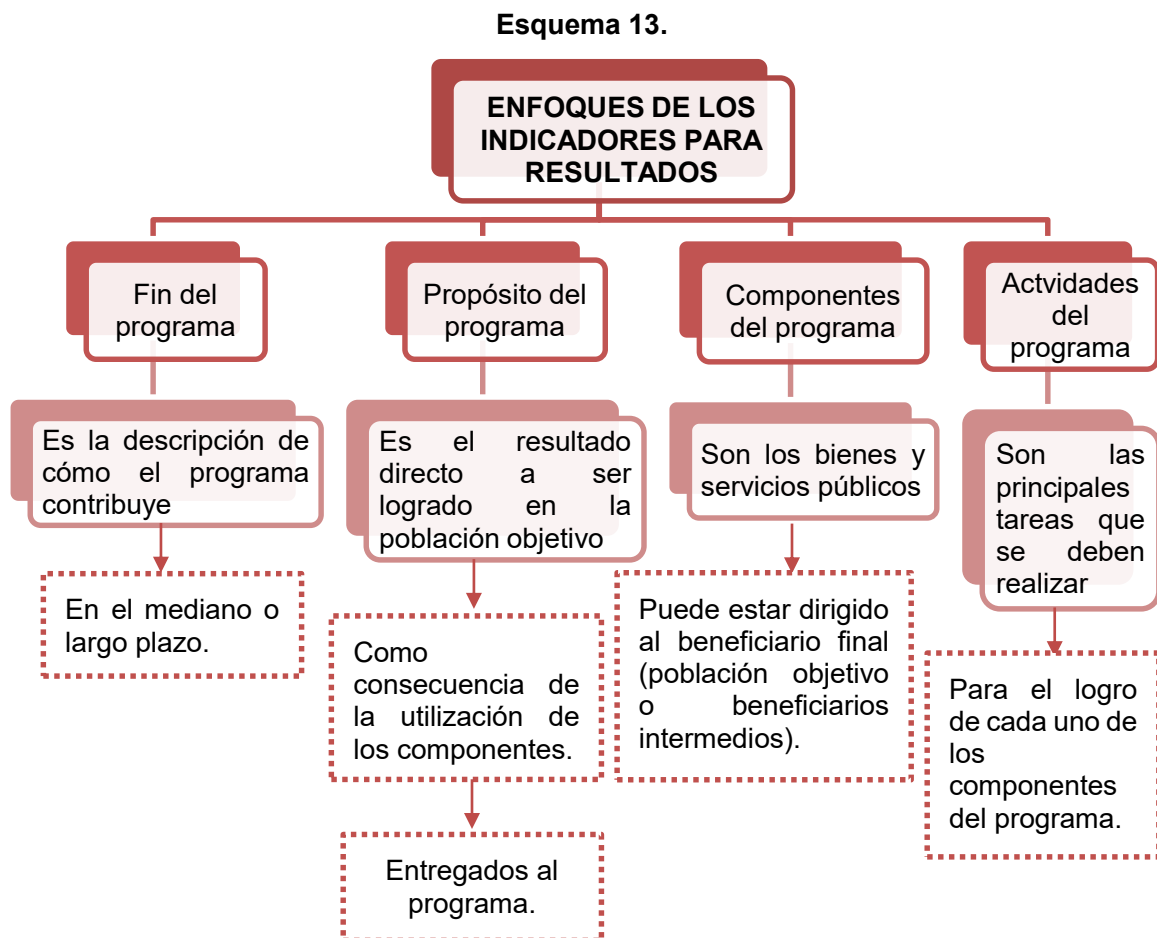 Esquema 13.
ENFOQUES DE LOS
INDICADORES PARA
RESULTADOS
Fin del
programa
Propósito del
programa
Componentes
del programa
Actvidades
del
programa
Es la descripción de
cómo el programa
contribuye
Es el resultado
directo a ser
logrado en la
población objetivo
Son los bienes y
servicios públicos
Son las
principales
tareas que
se deben
realizar
En el mediano o
largo plazo.
Como
consecuencia de
la utilización de
los componentes.
Puede estar dirigido
al beneficiario final
(población objetivo
o beneficiarios
intermedios).
Para el logro
de cada uno de
los
componentes
del programa.
Entregados al
programa.